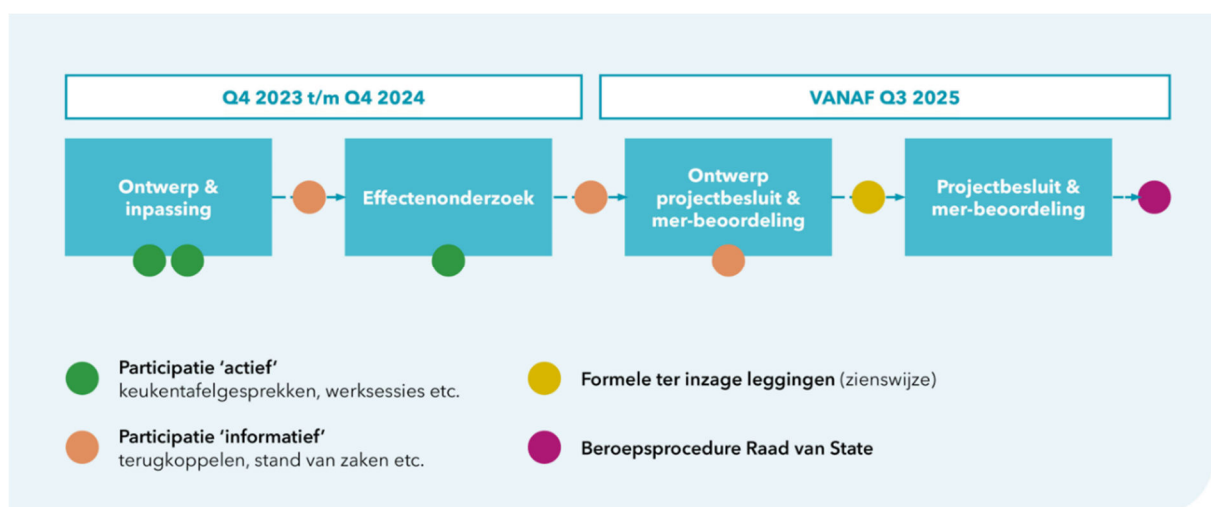 Q4 2023 t/m Q4 2024
VANAF Q3 2025
Ontwerp &
inpassing
Effectenonderzoek
Ontwerp
projectbesluit &
mer-beoordeling
Projectbesluit &
mer-beoordeling
Participatie ‘actief’
keukentafelgesprekken, werksessies etc.
Participatie ‘informatief’
terugkoppelen, stand van zaken etc.
Formele ter inzage leggingen (zienswijze)
Beroepsprocedure Raad van State